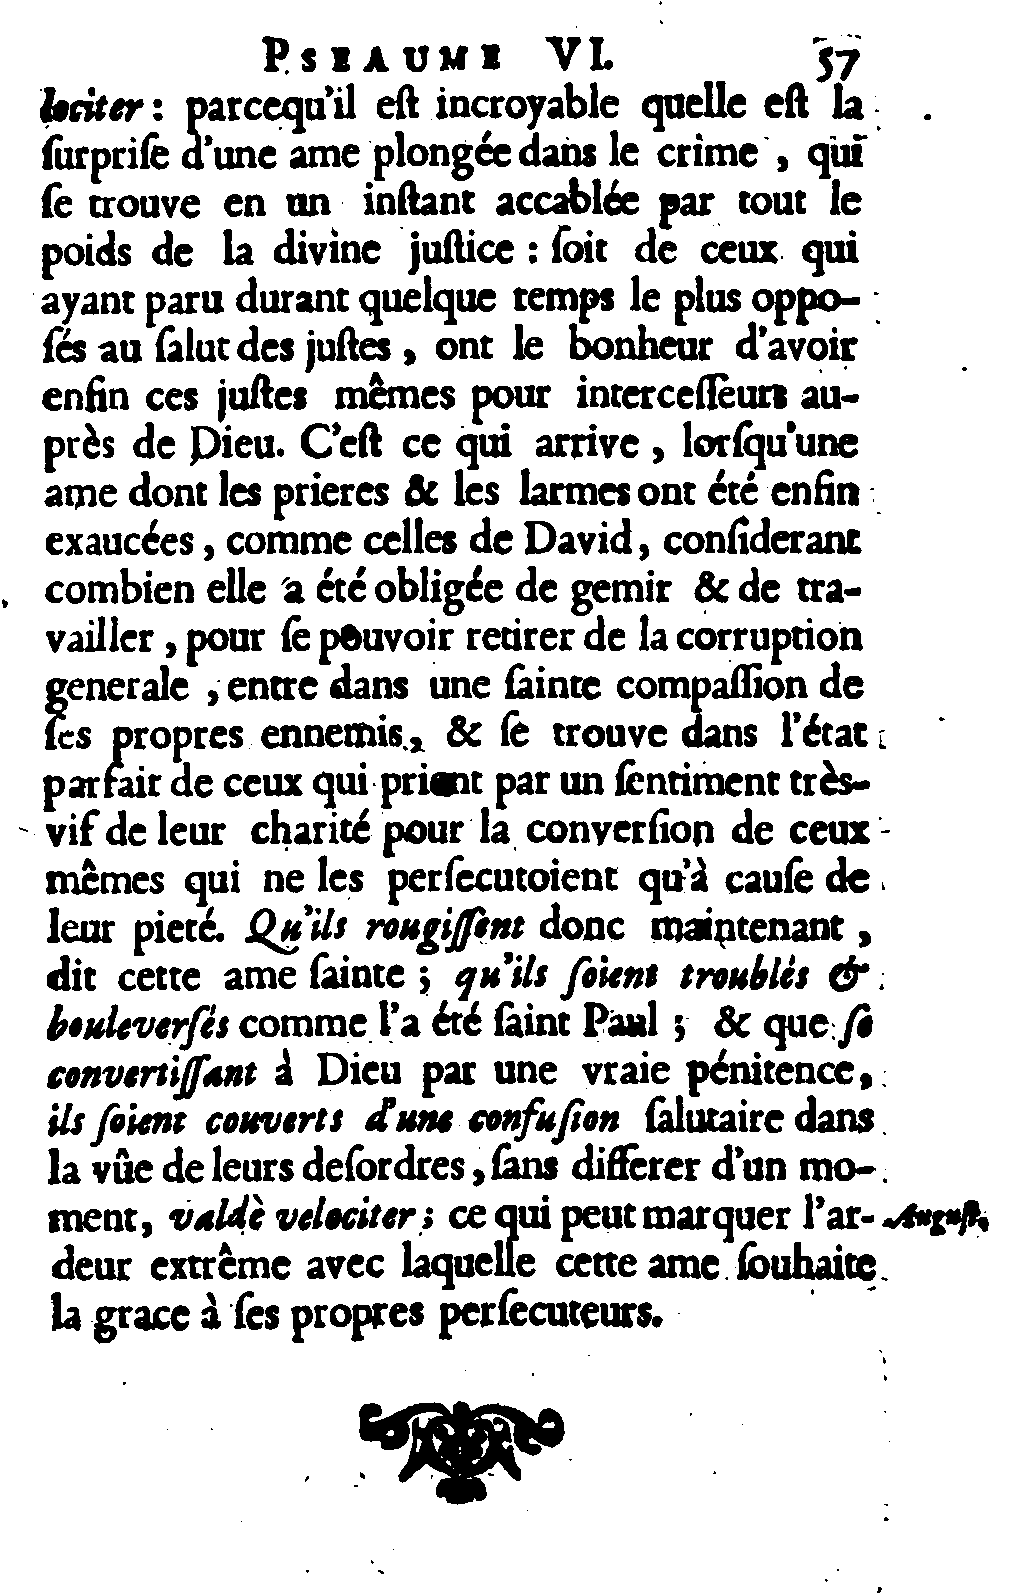 PSEAUME VI. 57
lociter : parcequ'il eſt incroyable quelle eſt la
ſurpriſe d'une ame plongée dans le crime , qui
ſe trouve en un inſtant accablée par tout le
poids de la divine juſtice : ſoit de ceux qui
ayant paru durant quelque temps le plus oppo-
ſés au ſalut des juſtes , ont le bonheur d'avoir
enfin ces juſtes mêmes pour interceſſeurs au-
près de Dieu. C'eſt ce qui arrive , lorſqu'une
ame dont les prieres & les larmes ont été enfin
exaucées , comme celles de David, conſiderant
combien elle a été obligée de gemir & de tra-
vailler , pour ſe pouvoir retirer de la corruption
generale , entre dans une ſainte compaſſion de
ſes propres ennemis , & ſe trouve dans l'état
parfait de ceux qui prient par un ſentiment très-
vif de leur charité pour la converſion de ceux
mêmes qui ne les perſecutoient qu'à cauſe de
leur pieté. Qu'ils rougiſſent donc maintenant ,
dit cette ame ſainte ; qu'ils ſoient troublés &
bouleverſés comme l'a été ſaint Paul ; & que ſe
convertiſſant à Dieu par une vraie pénitence ,
ils ſoient couverts d'une confuſion ſalutaire dans
la vûe de leurs deſordres , ſans differer d'un mo-
ment, valdè velociter ; ce qui peut marquer l'ar-
Auguſt.
deur extrême avec laquelle cette ame ſouhaite
la grace à ſes propres perſecuteurs.